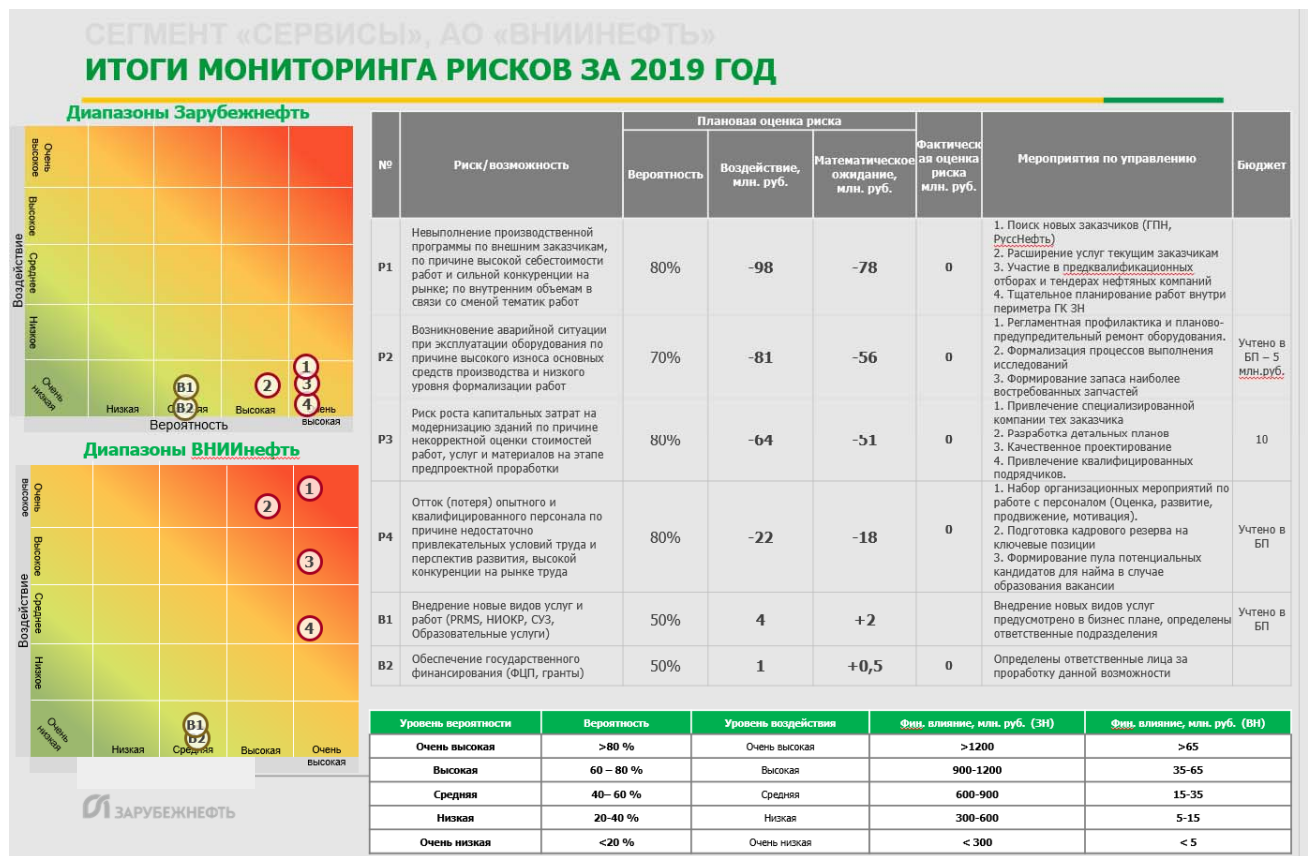 СЕГМЕНТ «СЕРВИСЫ», АО «ВНИИНЕФТЬ»
ИТОГИ МОНИТОРИНГА РИСКОВ ЗА 2019 ГОД
Диапазоны Зарубежнефть
Воздействие
Очень
высокое
Высокое
Среднее
Низкое
Очень
низкая
Низкая
Высокая
высокая
Вероятность
1
2
3
4
В1
В2
Диапазоны ВНИИнефть
Воздействие
Очень
высокое
Высокое
Среднее
Низкое
Очень
низкая
Низкая
Средняя
Высокая
Очень
высокая
1
2
3
4
В1
В2
ЗАРУБЕЖНЕФТЬ
№
Риск/возможность
Плановая оценка риска
Вероятность
Воздействие,
млн. руб.
Математическое
ожидание,
млн. руб.
Фактическ
ая оценка
риска
млн. руб.
Мероприятия по управлению
Бюджет
Р1
Невыполнение производственной
программы по внешним заказчикам,
по причине высокой себестоимости
работ и сильной конкуренции на
рынке; по внутренним объемам в
связи со сменой тематик работ
80%
-98
-78
0
1. Поиск новых заказчиков (ГПН,
РуссНефть)
2. Расширение услуг текущим заказчикам
3. Участие в предквалификационных
отборах и тендерах нефтяных компаний
4. Тщательное планирование работ внутри
периметра ГК ЗН
Р2
Возникновение аварийной ситуации
при эксплуатации оборудования по
причине высокого износа основных
средств производства и низкого
уровня формализации работ
70%
-81
-56
0
1. Регламентная профилактика и планово-
предупредительный ремонт оборудования.
2. Формализация процессов выполнения
исследований
3. Формирование запаса наиболее
востребованных запчастей
Учтено в
БП – 5
млн.руб.
Р3
Риск роста капитальных затрат на
модернизацию зданий по причине
некорректной оценки стоимостей
работ, услуг и материалов на этапе
предпроектной проработки
80%
-64
-51
0
1. Привлечение специализированной
компании тех заказчика
2. Разработка детальных планов
3. Качественное проектирование
4. Привлечение квалифицированных
подрядчиков.
10
Р4
Отток (потеря) опытного и
квалифицированного персонала по
причине недостаточно
привлекательных условий труда и
перспектив развития, высокой
конкуренции на рынке труда
80%
-22
-18
0
1. Набор организационных мероприятий по
работе с персоналом (Оценка, развитие,
продвижение, мотивация).
2. Подготовка кадрового резерва на
ключевые позиции
3. Формирование пула потенциальных
кандидатов для найма в случае
образования вакансии
Учтено в
БП
В1
Внедрение новые видов услуг и
работ (PRMS, НИОКР, СУЗ,
Образовательные услуги)
50%
4
+2
Внедрение новых видов услуг
предусмотрено в бизнес плане, определены
ответственные подразделения
Учтено в
БП
В2
Обеспечение государственного
финансирования (ФЦП, гранты)
50%
1
+0,5
0
Определены ответственные лица за
проработку данной возможности
Уровень вероятности Вероятность Уровень воздействия Фин. влияние, млн. руб. (ЗН) Фин. влияние, млн. руб. (ВН)
Очень высокая >80 % Очень высокая >1200 >65
Высокая 60 – 80 % Высокая 900-1200 35-65
Средняя 40– 60 % Средняя 600-900 15-35
Низкая 20-40 % Низкая 300-600 5-15
Очень низкая <20 % Очень низкая < 300 < 5